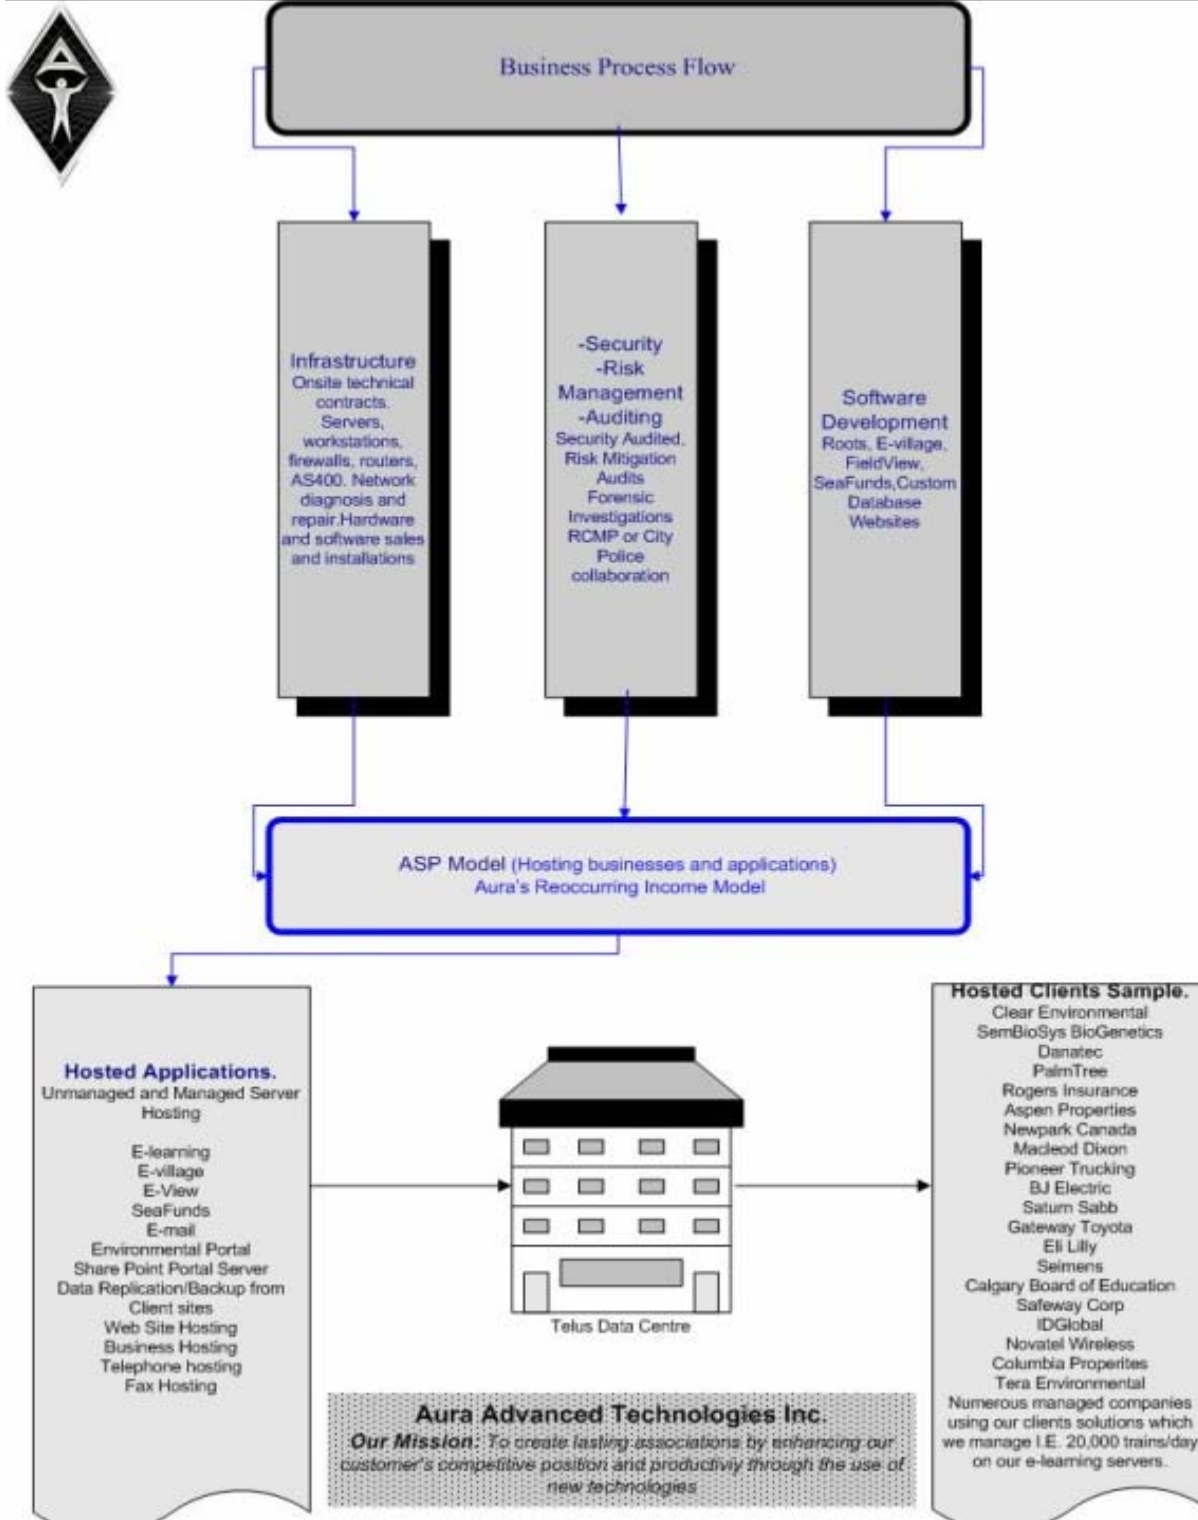 Business Process Flow
Infrastructure
Onsite technical
contracts.
Servers,
workstations,
firewalls, routers,
AS400. Network
diagnosis and
repair.Hardware
and software sales
and installations
-Security
-Risk
Management
-Auditing
Security Audited,
Risk Mitigation
Audits
Forensic
Investigations
RCMP or City
Police
collaboration
Software
Development
Roots, E-village,
FieldView,
SeaFunds,Custom
Database
Websites
ASP Model (Hosting businesses and applications)
Aura's Reoccurring Income Model
Hosted Applications.
Unmanaged and Managed Server
Hosting
E-learning
E-village
E-View
SeaFunds
E-mail
Environmental Portal
Share Point Portal Server
Data Replication/Backup from
Client sites
Web Site Hosting
Business Hosting
Telephone hosting
Fax Hosting
Telus Data Centre
Hosted Clients Sample.
Clear Environmental
SemBioSys BioGenetics
Danatec
PalmTree
Rogers Insurance
Aspen Properties
Newpark Canada
Macleod Dixon
Pioneer Trucking
BJ Electric
Saturn Sabb
Gateway Toyota
Eli Lilly
Seimens
Calgary Board of Education
Safeway Corp
IDGlobal
Novatel Wireless
Columbia Properites
Tera Environmental
Numerous managed companies
using our clients solutions which
we manage I.E. 20,000 trains/day
on our e-learning servers.
Aura Advanced Technologies Inc.
Our Mission: To create lasting associations by enhancing our
customer's competitive position and productiviy through the use of
new technologies